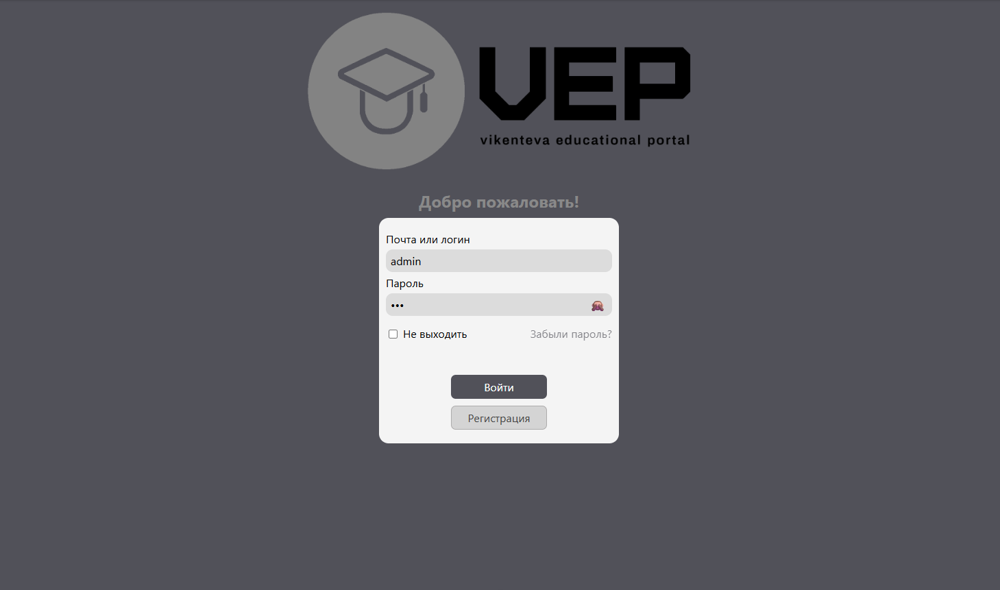 VEP
vikenteva educational portal
Добро пожаловать!
Почта или логин
admin
Пароль
•••
Не выходить
Забыли пароль?
Войти
Регистрация